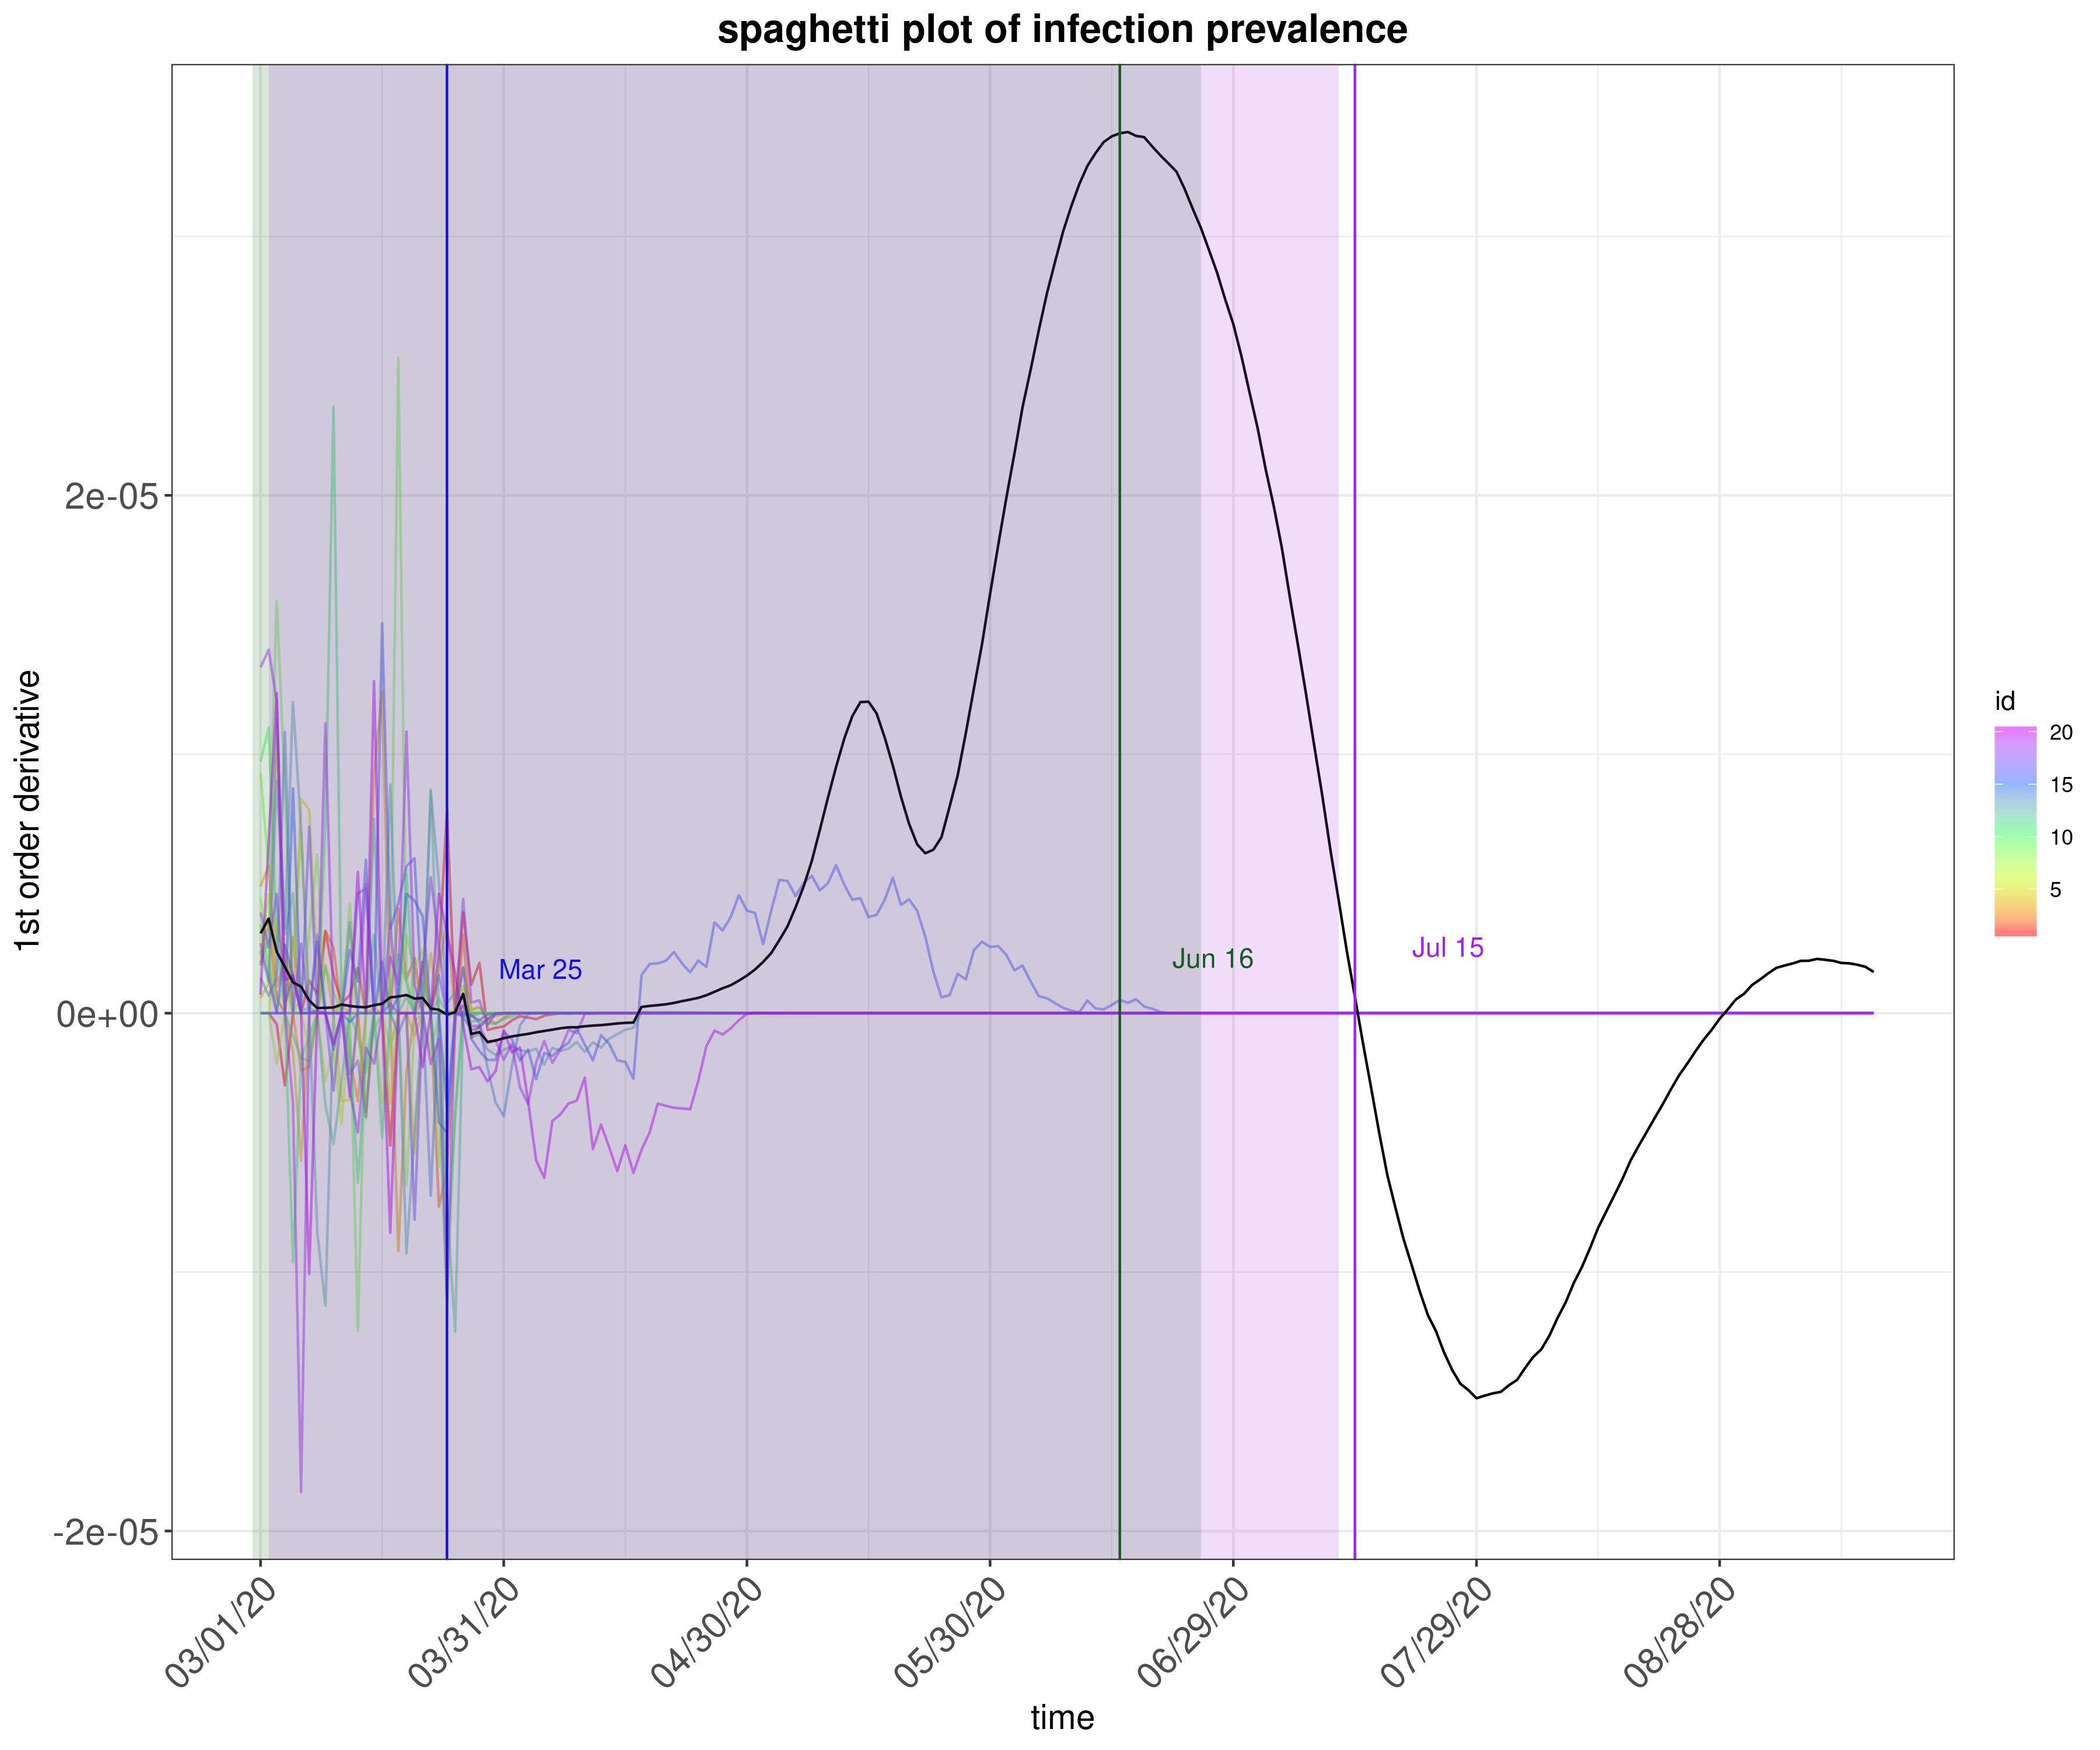 spaghetti plot of infection prevalence
1st order derivative
2e-05
0e+00
-2e-05
Mar 25
Jun 16
Jul 15
id
20
15
10
5
03/01/20
03/31/20
04/30/20
05/30/20
06/29/20
07/29/20
08/28/20
time